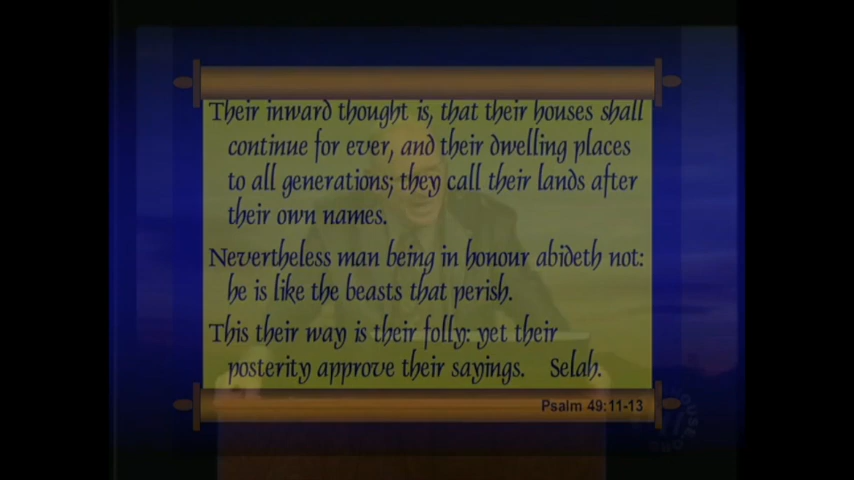 Their inward thought is, that their houses shall
continue for ever, and their dwelling places
to all generations; they call their lands after
their own names.
Nevertheless man being in honour abideth not:
he is like the beasts that perish.
This their way is their folly: yet their
posterity approve their sayings. Selah.
Psalm 49:11-13